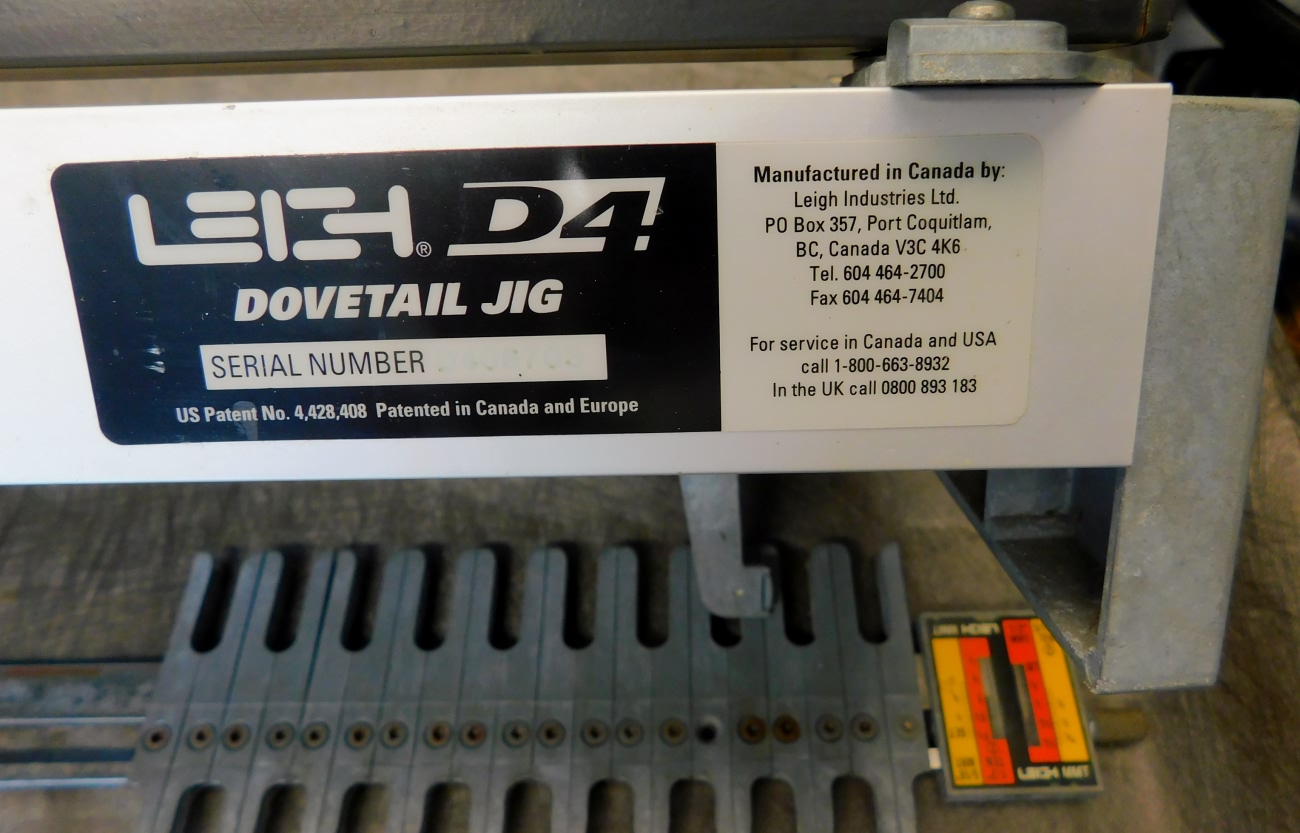 LEIGH® D4
DOVETAIL JIG
SERIAL NUMBER
US Patent No. 4,428,408 Patented in Canada and Europe
Manufactured in Canada by:
Leigh Industries Ltd.
PO Box 357, Port Coquitlam,
BC, Canada V3C 4K6
Tel. 604 464-2700
Fax 604 464-7404
For service in Canada and USA
call 1-800-663-8932
In the UK call 0800 893 183
LEIGH MMT